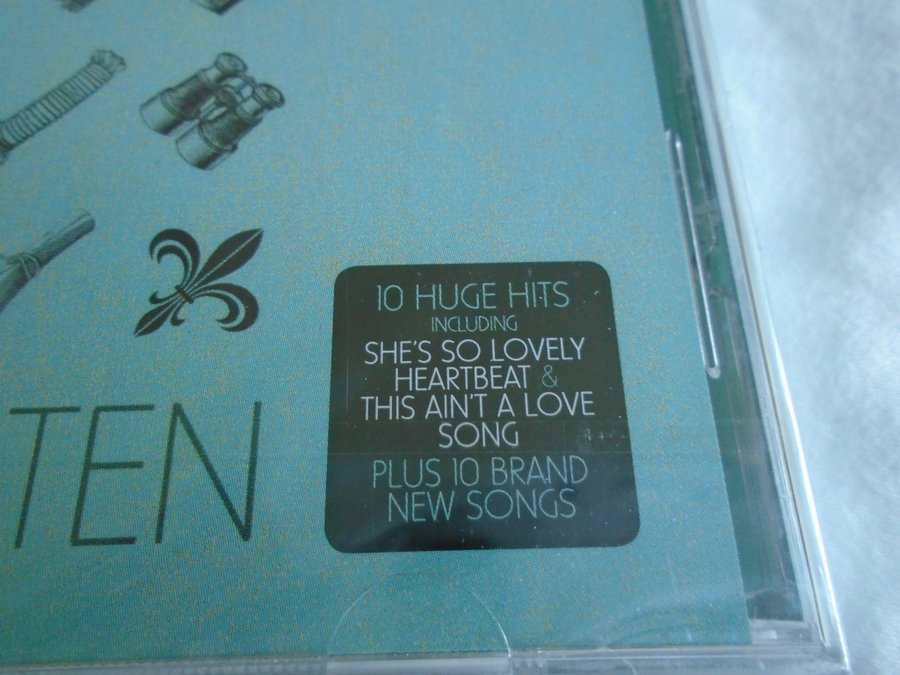 TEN
10 HUGE HITS
INCLUDING
SHE'S SO LOVELY
HEARTBEAT &
THIS AIN'T A LOVE
SONG
PLUS 10 BRAND
NEW SONGS